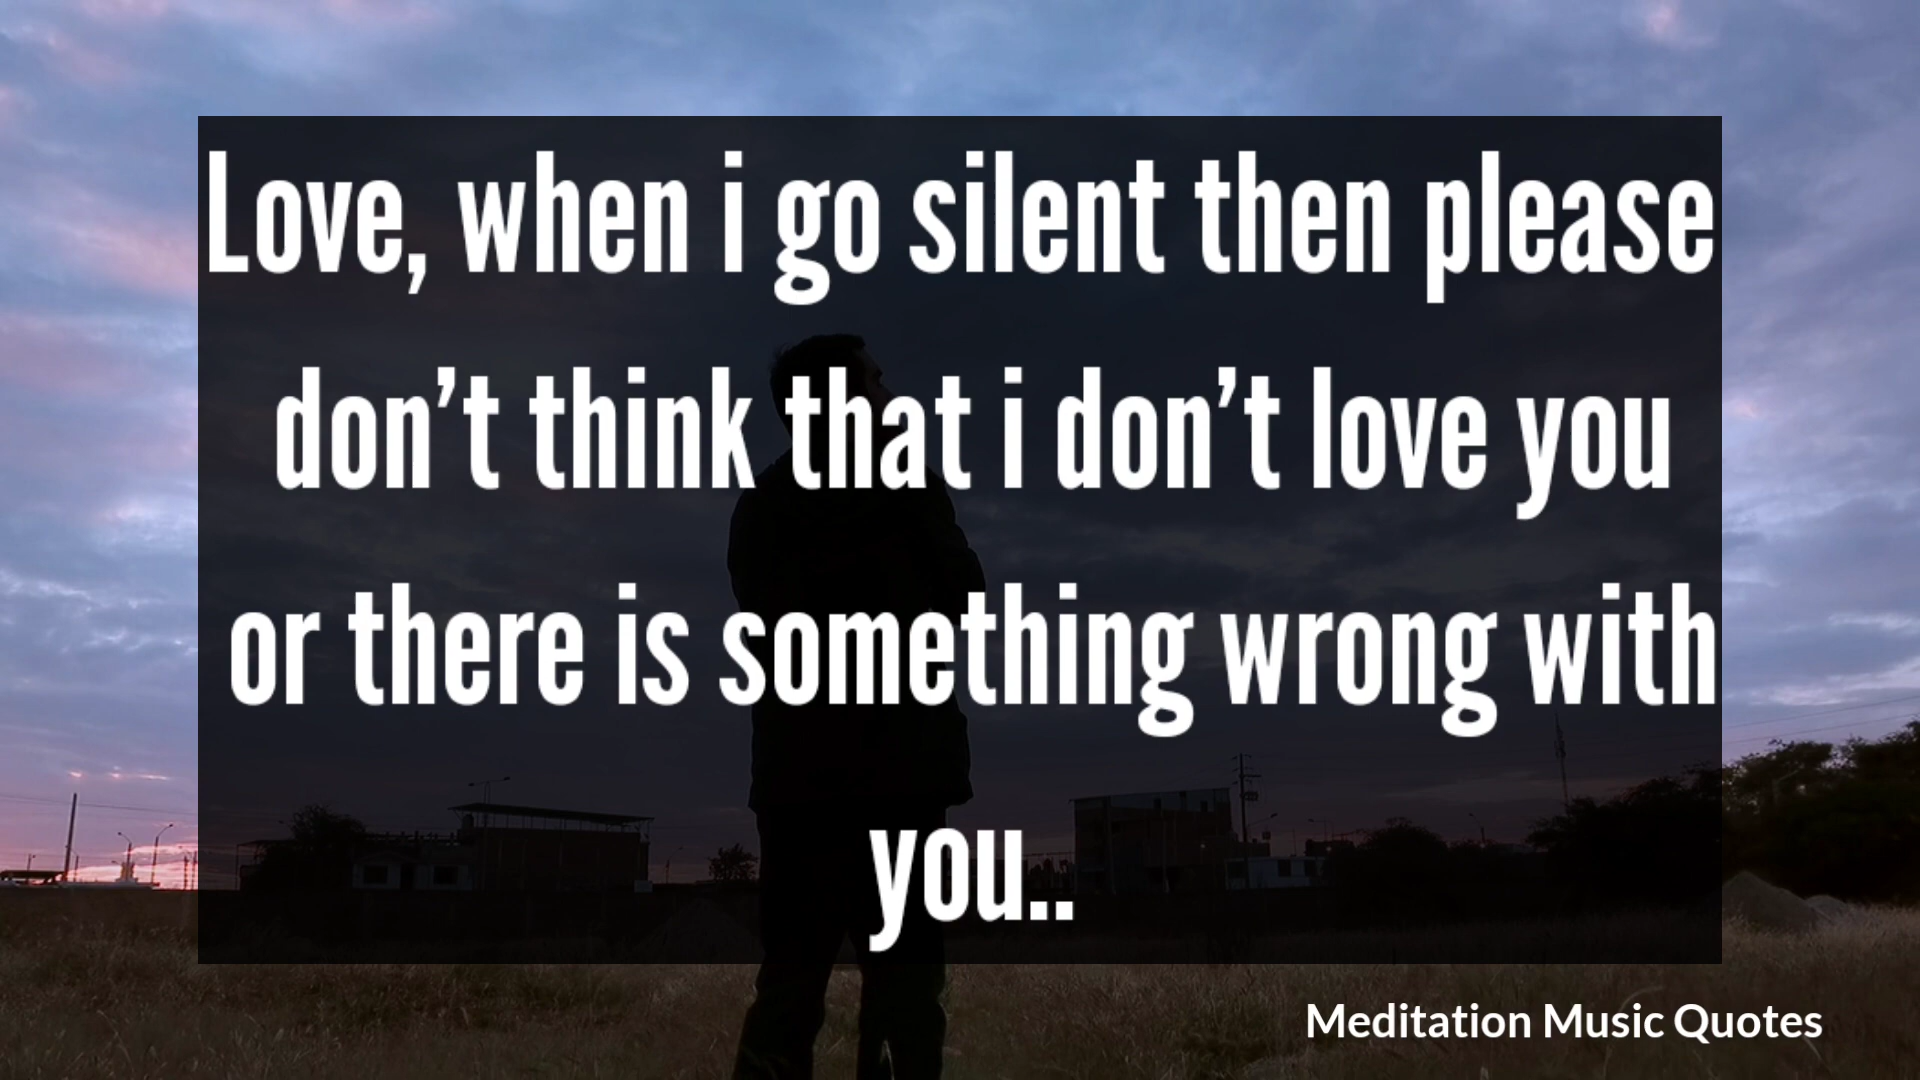 Love, when i go silent then please
don’t think that i don’t love you
or there is something wrong with
you..
Meditation Music Quotes